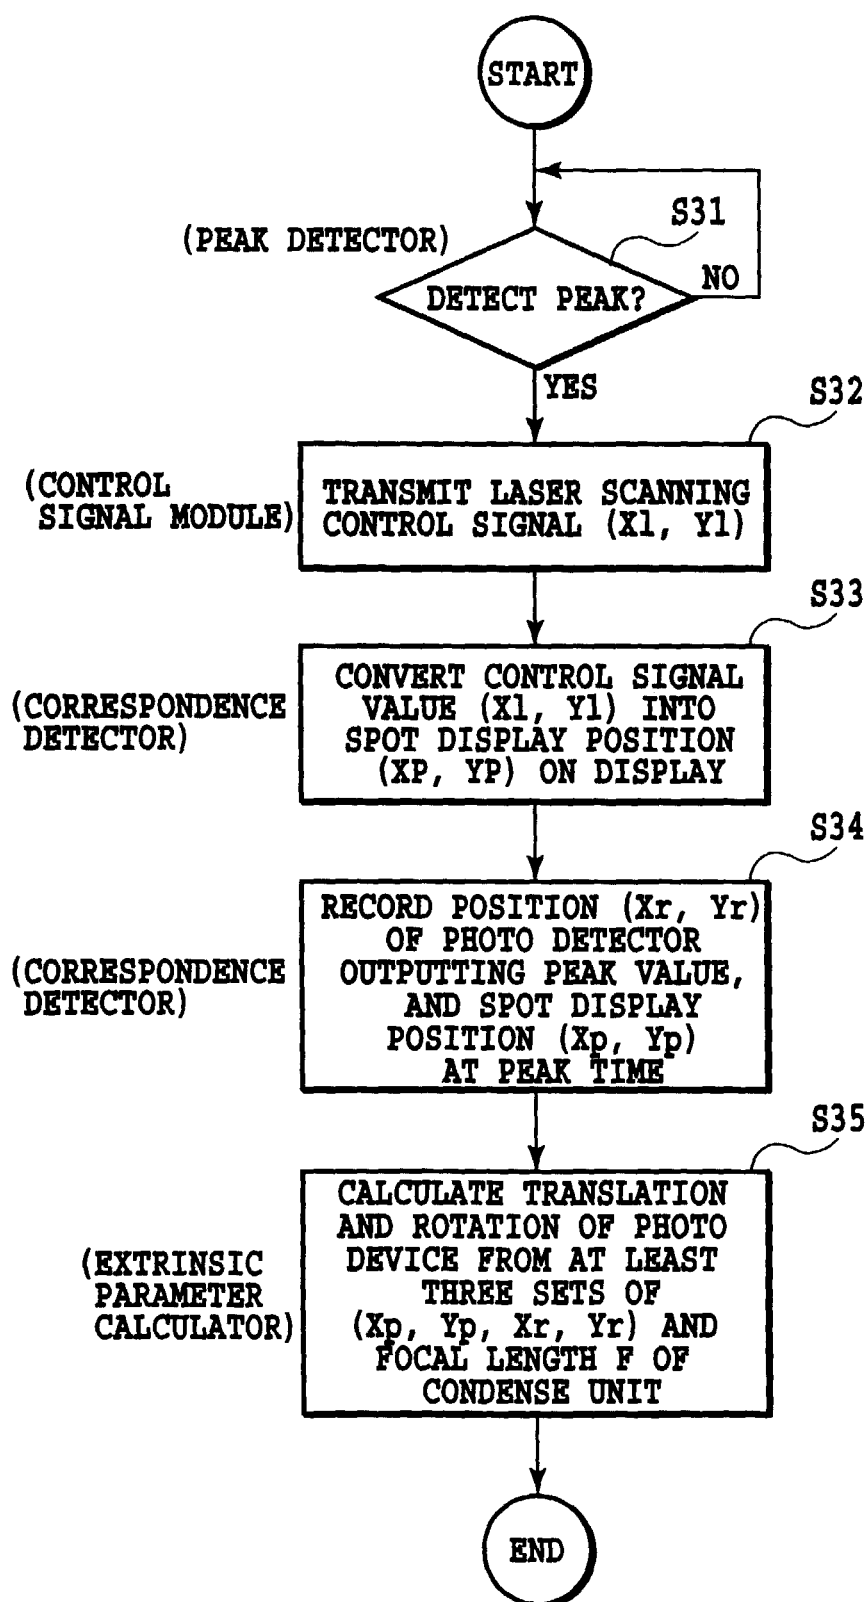 START
S31
(PEAK DETECTOR)
DETECT PEAK?
NO
YES
S32
(CONTROL
SIGNAL MODULE)
TRANSMIT LASER SCANNING
CONTROL SIGNAL (Xl, Yl)
S33
(CORRESPONDENCE
DETECTOR)
CONVERT CONTROL SIGNAL
VALUE (Xl, Yl) INTO
SPOT DISPLAY POSITION
(XP, YP) ON DISPLAY
S34
(CORRESPONDENCE
DETECTOR)
RECORD POSITION (Xr, Yr)
OF PHOTO DETECTOR
OUTPUTTING PEAK VALUE,
AND SPOT DISPLAY
POSITION (Xp, Yp)
AT PEAK TIME
S35
(EXTRINSIC
PARAMETER
CALCULATOR)
CALCULATE TRANSLATION
AND ROTATION OF PHOTO
DEVICE FROM AT LEAST
THREE SETS OF
(Xp, Yp, Xr, Yr) AND
FOCAL LENGTH F OF
CONDENSE UNIT
END